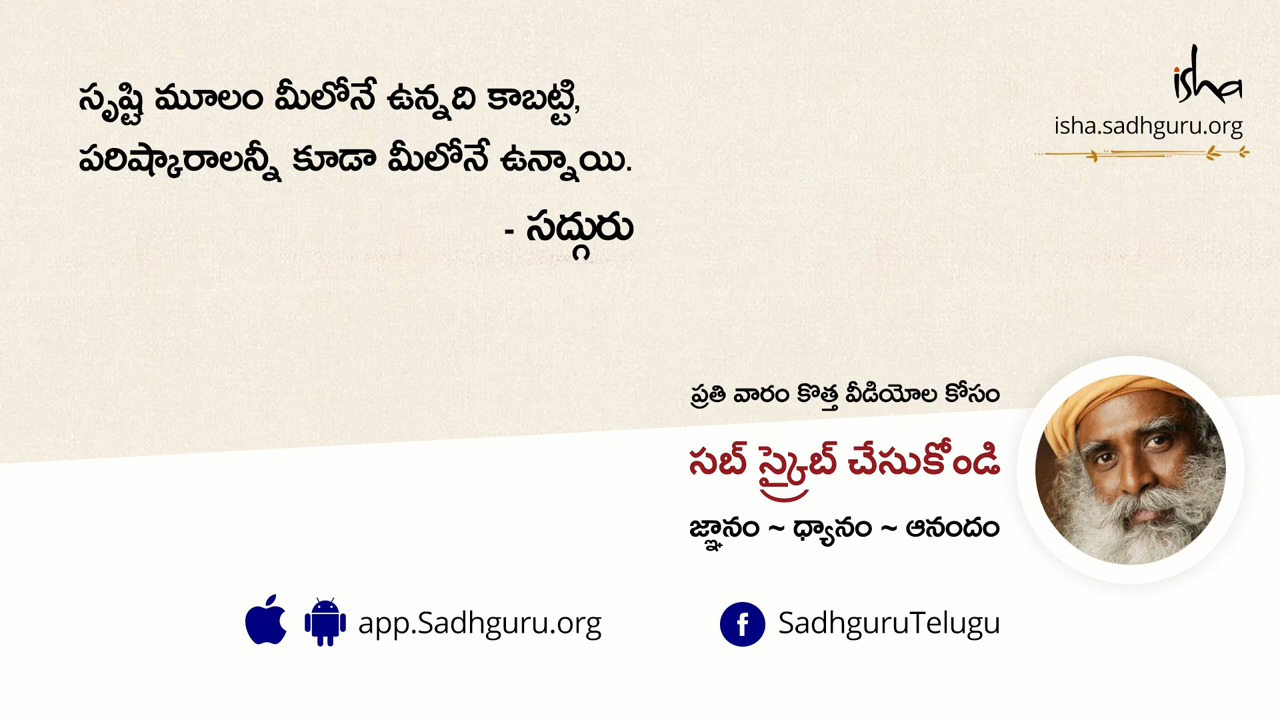 సృష్టి మూలం మీలోనే ఉన్నది కాబట్టి,
పరిష్కారాలన్నీ కూడా మీలోనే ఉన్నాయి.
- సద్గురు
isha
isha.sadhguru.org
ప్రతి వారం కొత్త వీడియోల కోసం
సబ్ స్క్రైబ్ చేసుకోండి
జ్ఞానం ~ ధ్యానం ~ ఆనందం
app.Sadhguru.org
f SadhguruTelugu